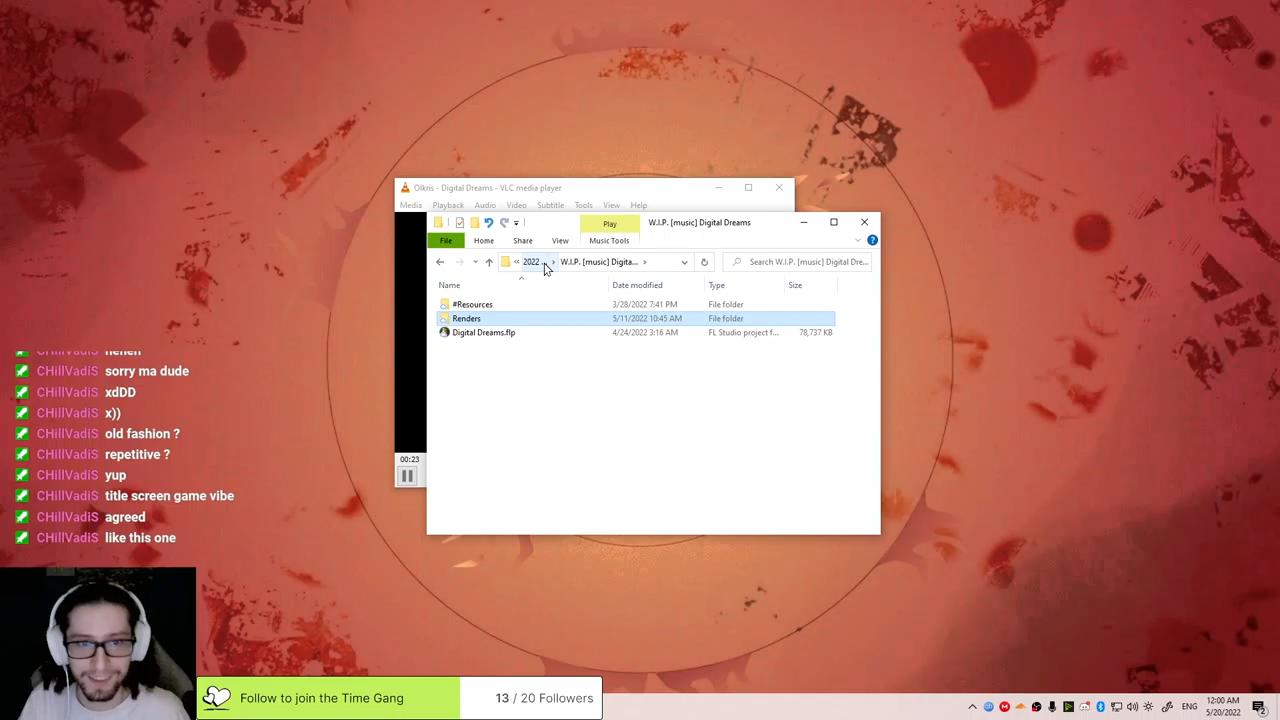 Olkris - Digital Dreams - VLC media player
Media Playback Audio Video Subtitle Tools View Help
Play W.I.P. [music] Digital Dreams
File Home Share View Music Tools
« 2022 ... › W.I.P. [music] Digita... › Search W.I.P. [music] Digital Dre...
Name Date modified Type Size
#Resources 3/28/2022 7:41 PM File folder
Renders 5/11/2022 10:45 AM File folder
Digital Dreams.flp 4/24/2022 3:16 AM FL Studio project f... 78,737 KB
00:23
CHillVadiS sorry ma dude
CHillVadiS xdDD
CHillVadiS x))
CHillVadiS old fashion ?
CHillVadiS repetitive ?
CHillVadiS yup
CHillVadiS title screen game vibe
CHillVadiS agreed
CHillVadiS like this one
Follow to join the Time Gang 13 / 20 Followers
ENG 12:00 AM
5/20/2022
2